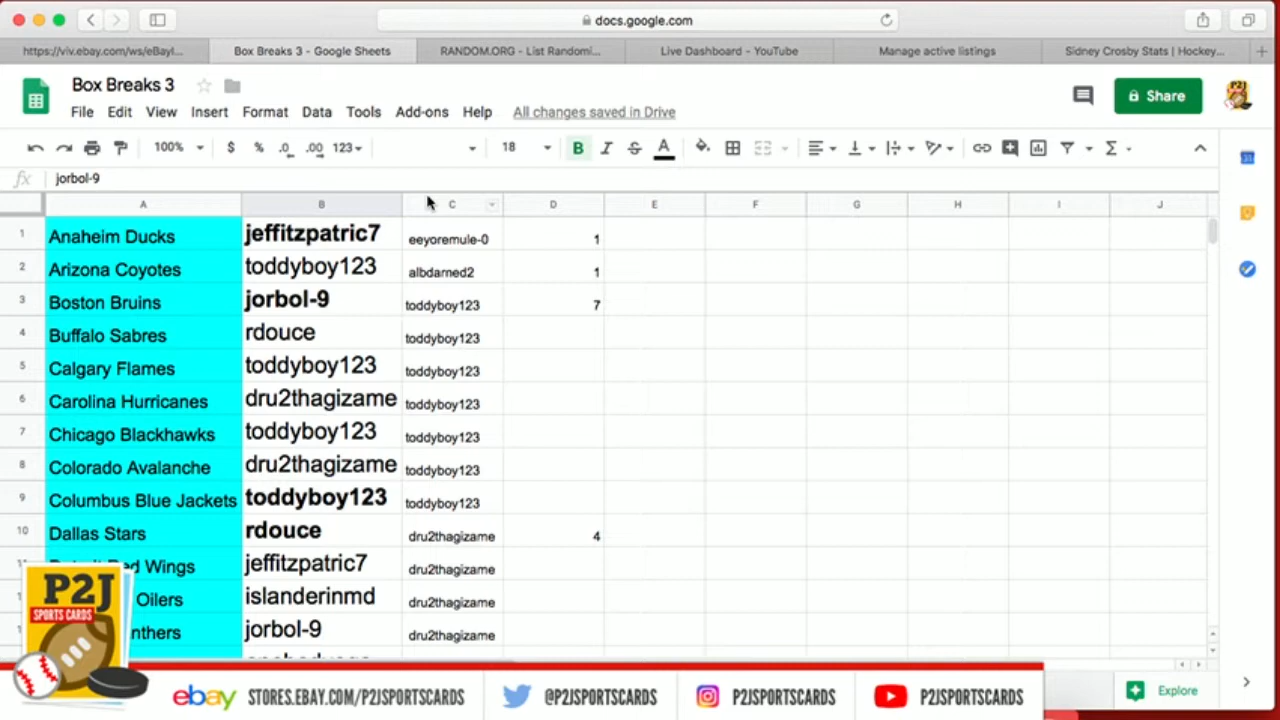 docs.google.com
https://viv.ebay.com/ws/eBayI... Box Breaks 3 - Google Sheets RANDOM.ORG - List Randomi... Live Dashboard - YouTube Manage active listings Sidney Crosby Stats | Hockey...
Box Breaks 3
Share
File Edit View Insert Format Data Tools Add-ons Help All changes saved in Drive
100% $ % .0 .00 123 18 B I S A Σ
fx jorbol-9
A B C D E F G H I J
1 Anaheim Ducks jeffitzpatric7 eeyoremule-0 1
2 Arizona Coyotes toddyboy123 albdarned2 1
3 Boston Bruins jorbol-9 toddyboy123 7
4 Buffalo Sabres rdouce toddyboy123
5 Calgary Flames toddyboy123 toddyboy123
6 Carolina Hurricanes dru2thagizame toddyboy123
7 Chicago Blackhawks toddyboy123 toddyboy123
8 Colorado Avalanche dru2thagizame toddyboy123
9 Columbus Blue Jackets toddyboy123 toddyboy123
10 Dallas Stars rdouce dru2thagizame 4
Red Wings jeffitzpatric7 dru2thagizame
Oilers islanderinmd dru2thagizame
nthers jorbol-9 dru2thagizame
P2J
SPORTS CARDS
ebay STORES.EBAY.COM/P2JSPORTSCARDS @P2JSPORTSCARDS P2JSPORTSCARDS P2JSPORTSCARDS
Explore